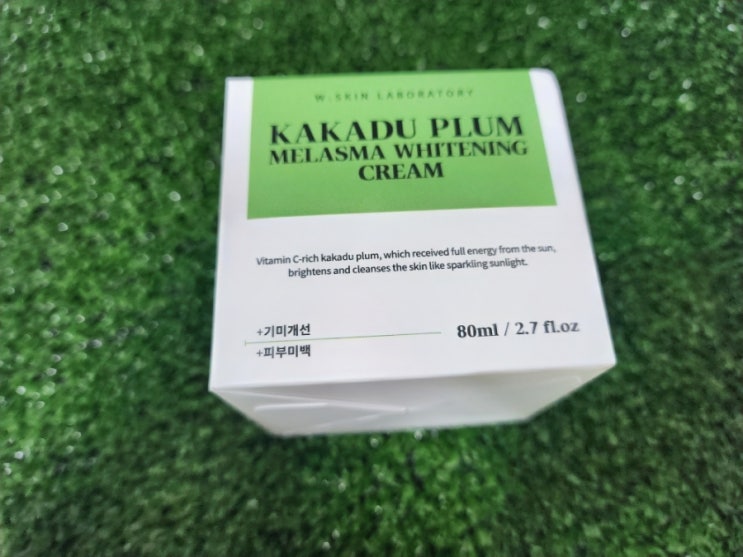 W.SKIN LABORATORY
KAKADU PLUM
MELASMA WHITENING
CREAM
Vitamin C-rich kakadu plum, which received full energy from the sun,
brightens and cleanses the skin like sparkling sunlight.
+기미개선
+피부미백
80ml / 2.7 fl.oz